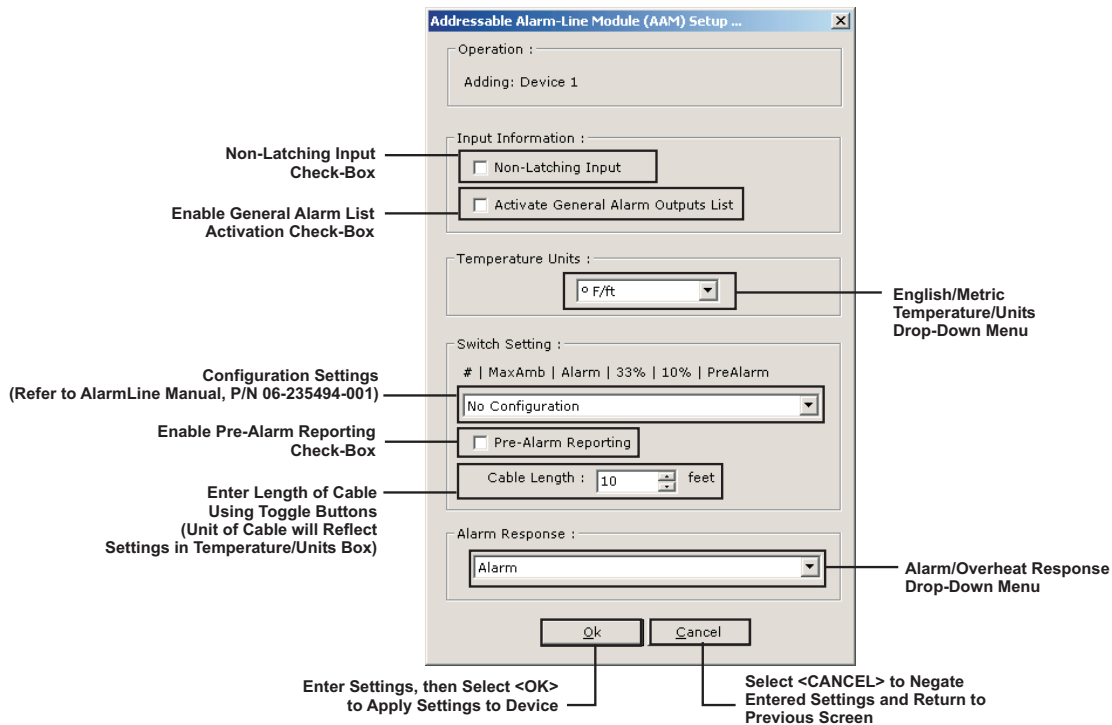 Addressable Alarm-Line Module (AAM) Setup ...
Operation :
Adding: Device 1
Input Information :
Non-Latching Input
Check-Box
Non-Latching Input
Enable General Alarm List
Activation Check-Box
Activate General Alarm Outputs List
Temperature Units :
º F/ft
English/Metric
Temperature/Units
Drop-Down Menu
Switch Setting :
# | MaxAmb | Alarm | 33% | 10% | PreAlarm
Configuration Settings
(Refer to AlarmLine Manual, P/N 06-235494-001)
No Configuration
Enable Pre-Alarm Reporting
Check-Box
Pre-Alarm Reporting
Cable Length : 10 feet
Enter Length of Cable
Using Toggle Buttons
(Unit of Cable will Reflect
Settings in Temperature/Units Box)
Alarm Response :
Alarm
Alarm/Overheat Response
Drop-Down Menu
Ok
Cancel
Enter Settings, then Select <OK>
to Apply Settings to Device
Select <CANCEL> to Negate
Entered Settings and Return to
Previous Screen